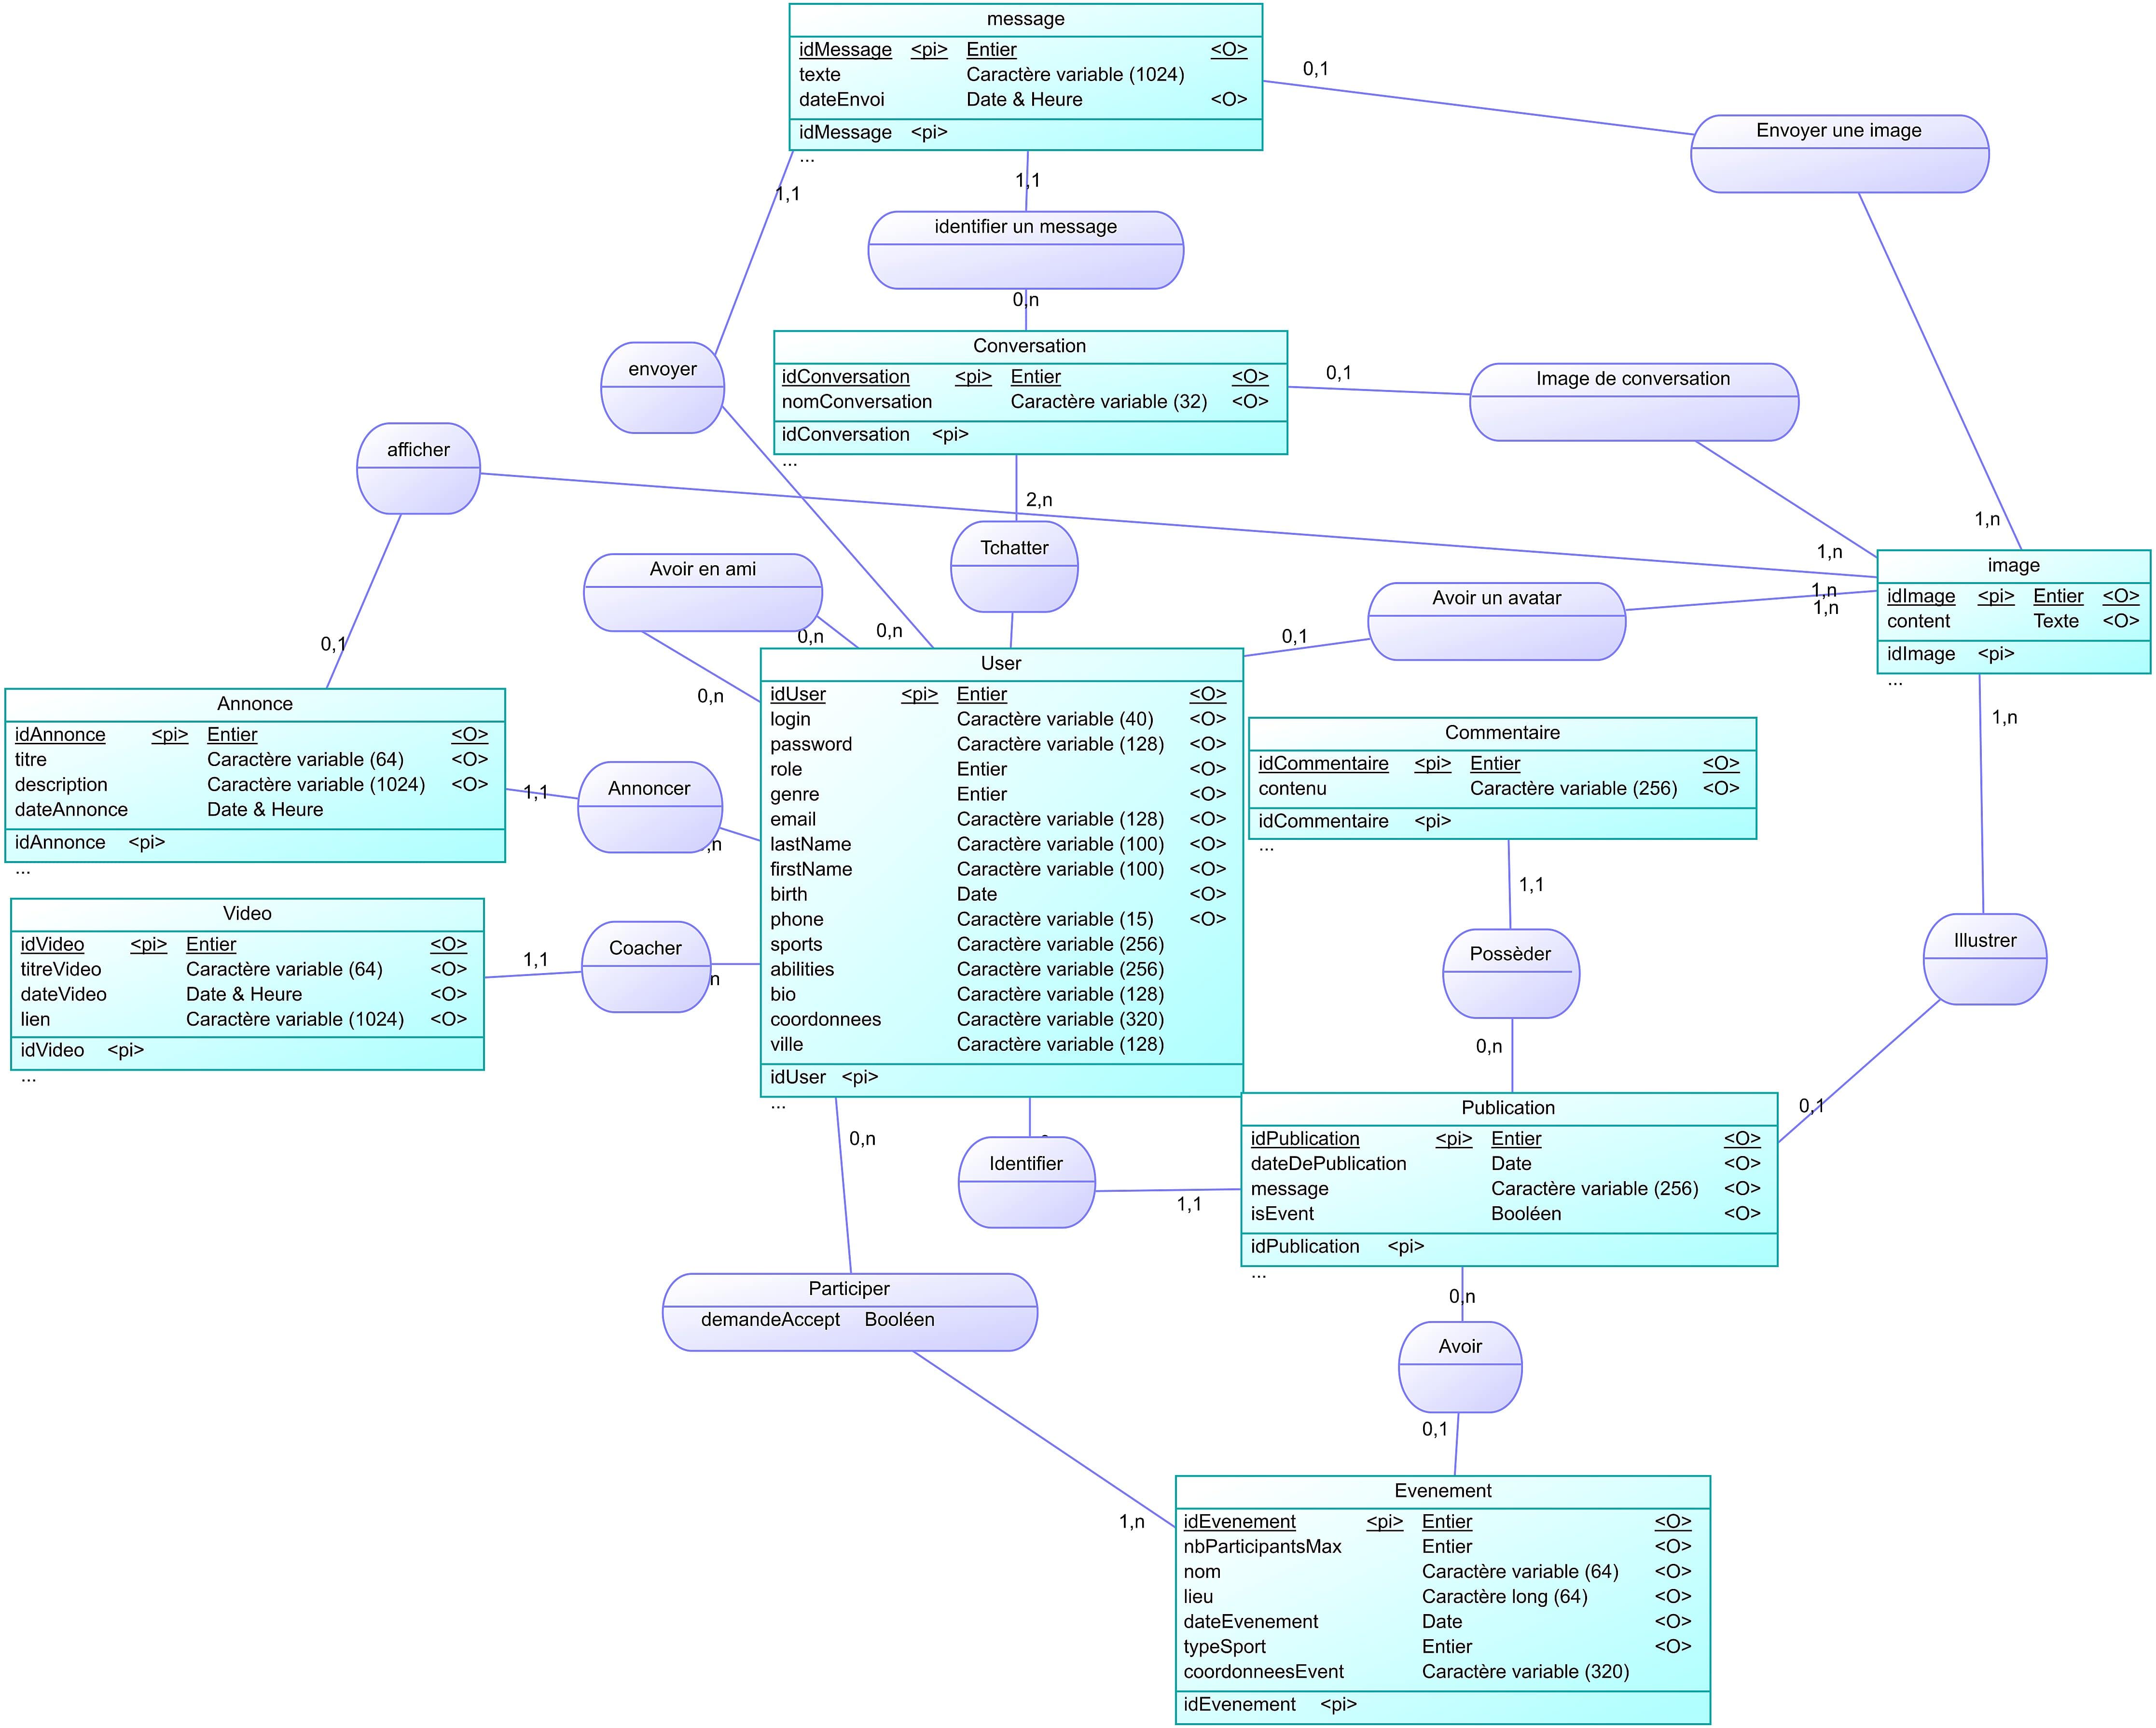 message
idMessage <pi> Entier <O>
texte Caractère variable (1024)
dateEnvoi Date & Heure <O>
idMessage <pi>
...
0,1
Envoyer une image
1,1
1,1
identifier un message
0,n
Conversation
idConversation <pi> Entier <O>
nomConversation Caractère variable (32) <O>
idConversation <pi>
...
envoyer
0,1
Image de conversation
afficher
2,n
1,n
1,n
Tchatter
Avoir en ami
0,n
0,n
0,n
0,1
Avoir un avatar
1,n
1,n
image
idImage <pi> Entier <O>
content Texte <O>
idImage <pi>
...
0,1
User
idUser <pi> Entier <O>
login Caractère variable (40) <O>
password Caractère variable (128) <O>
role Entier <O>
genre Entier <O>
email Caractère variable (128) <O>
lastName Caractère variable (100) <O>
firstName Caractère variable (100) <O>
birth Date <O>
phone Caractère variable (15) <O>
sports Caractère variable (256)
abilities Caractère variable (256)
bio Caractère variable (128)
coordonnees Caractère variable (320)
ville Caractère variable (128)
idUser <pi>
...
Annonce
idAnnonce <pi> Entier <O>
titre Caractère variable (64) <O>
description Caractère variable (1024) <O>
dateAnnonce Date & Heure
idAnnonce <pi>
...
1,1
Annoncer
,n
Commentaire
idCommentaire <pi> Entier <O>
contenu Caractère variable (256) <O>
idCommentaire <pi>
...
1,n
1,1
Video
idVideo <pi> Entier <O>
titreVideo Caractère variable (64) <O>
dateVideo Date & Heure <O>
lien Caractère variable (1024) <O>
idVideo <pi>
...
1,1
Coacher
n
Possèder
Illustrer
0,n
0,1
Publication
idPublication <pi> Entier <O>
dateDePublication Date <O>
message Caractère variable (256) <O>
isEvent Booléen <O>
idPublication <pi>
...
0,n
Identifier
1,1
Participer
demandeAccept Booléen
0,n
Avoir
0,1
1,n
Evenement
idEvenement <pi> Entier <O>
nbParticipantsMax Entier <O>
nom Caractère variable (64) <O>
lieu Caractère long (64) <O>
dateEvenement Date <O>
typeSport Entier <O>
coordonneesEvent Caractère variable (320)
idEvenement <pi>